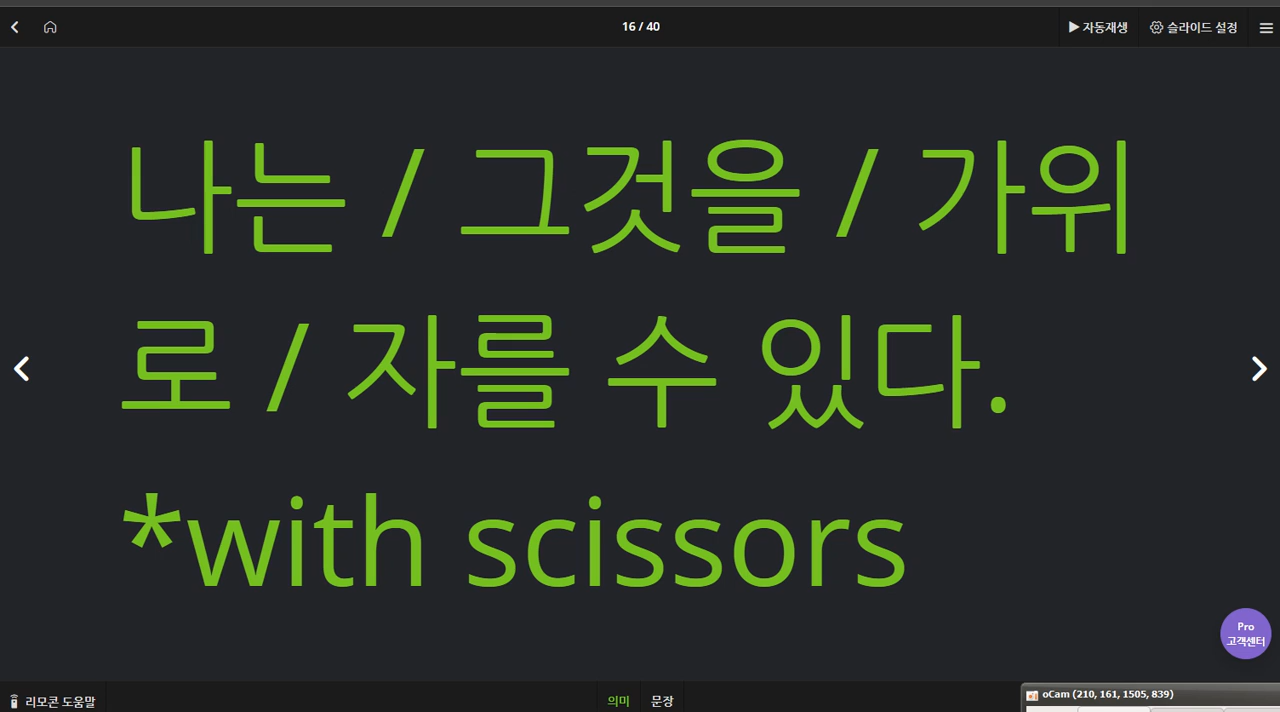 16 / 40
자동재생
슬라이드 설정
나는 / 그것을 / 가위
로 / 자를 수 있다.
*with scissors
Pro
고객센터
리모콘 도움말
의미
문장
oCam (210, 161, 1505, 839)